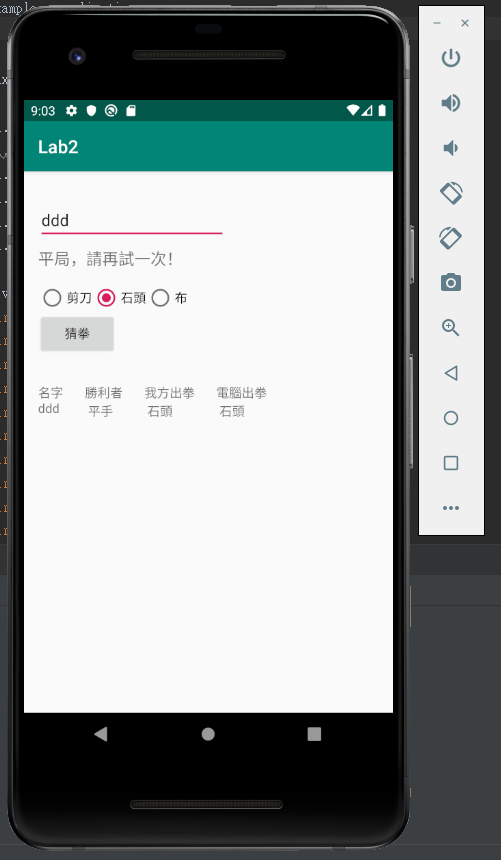 9:03
Lab2
ddd
平局，請再試一次！
剪刀 石頭 布
猜拳
名字 勝利者 我方出拳 電腦出拳
ddd 平手 石頭 石頭